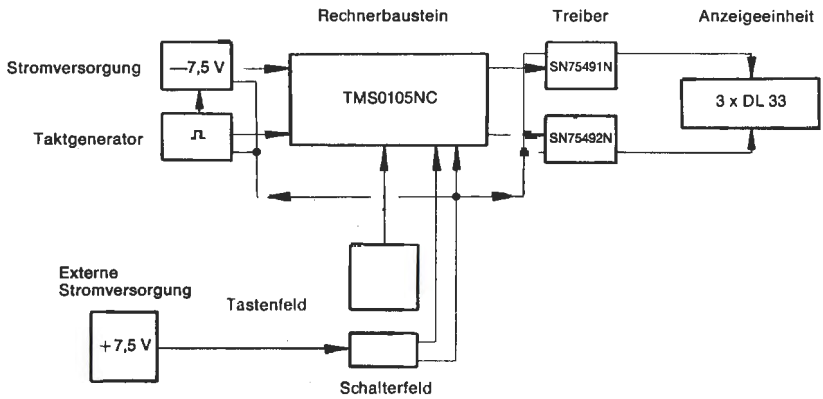 Rechnerbaustein
Treiber
Anzeigeeinheit
Stromversorgung
—7,5 V
TMS0105NC
SN75491N
3 x DL 33
Taktgenerator
SN75492N
Externe
Stromversorgung
Tastenfeld
+7,5 V
Schalterfeld